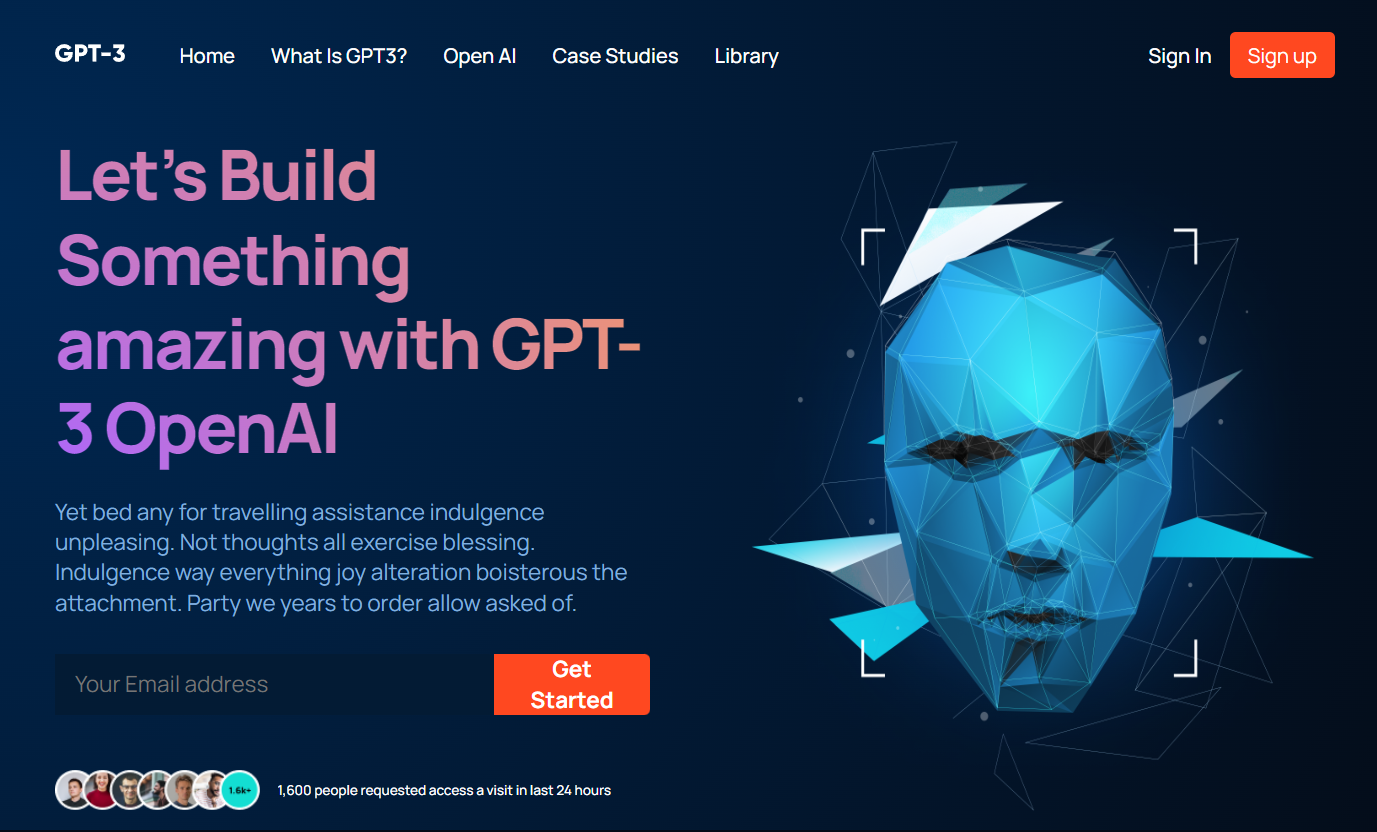 GPT-3
Home
What Is GPT3?
Open AI
Case Studies
Library
Sign In
Sign up
Let’s Build
Something
amazing with GPT-
3 OpenAI
Yet bed any for travelling assistance indulgence
unpleasing. Not thoughts all exercise blessing.
Indulgence way everything joy alteration boisterous the
attachment. Party we years to order allow asked of.
Your Email address
Get
Started
1.6k+
1,600 people requested access a visit in last 24 hours